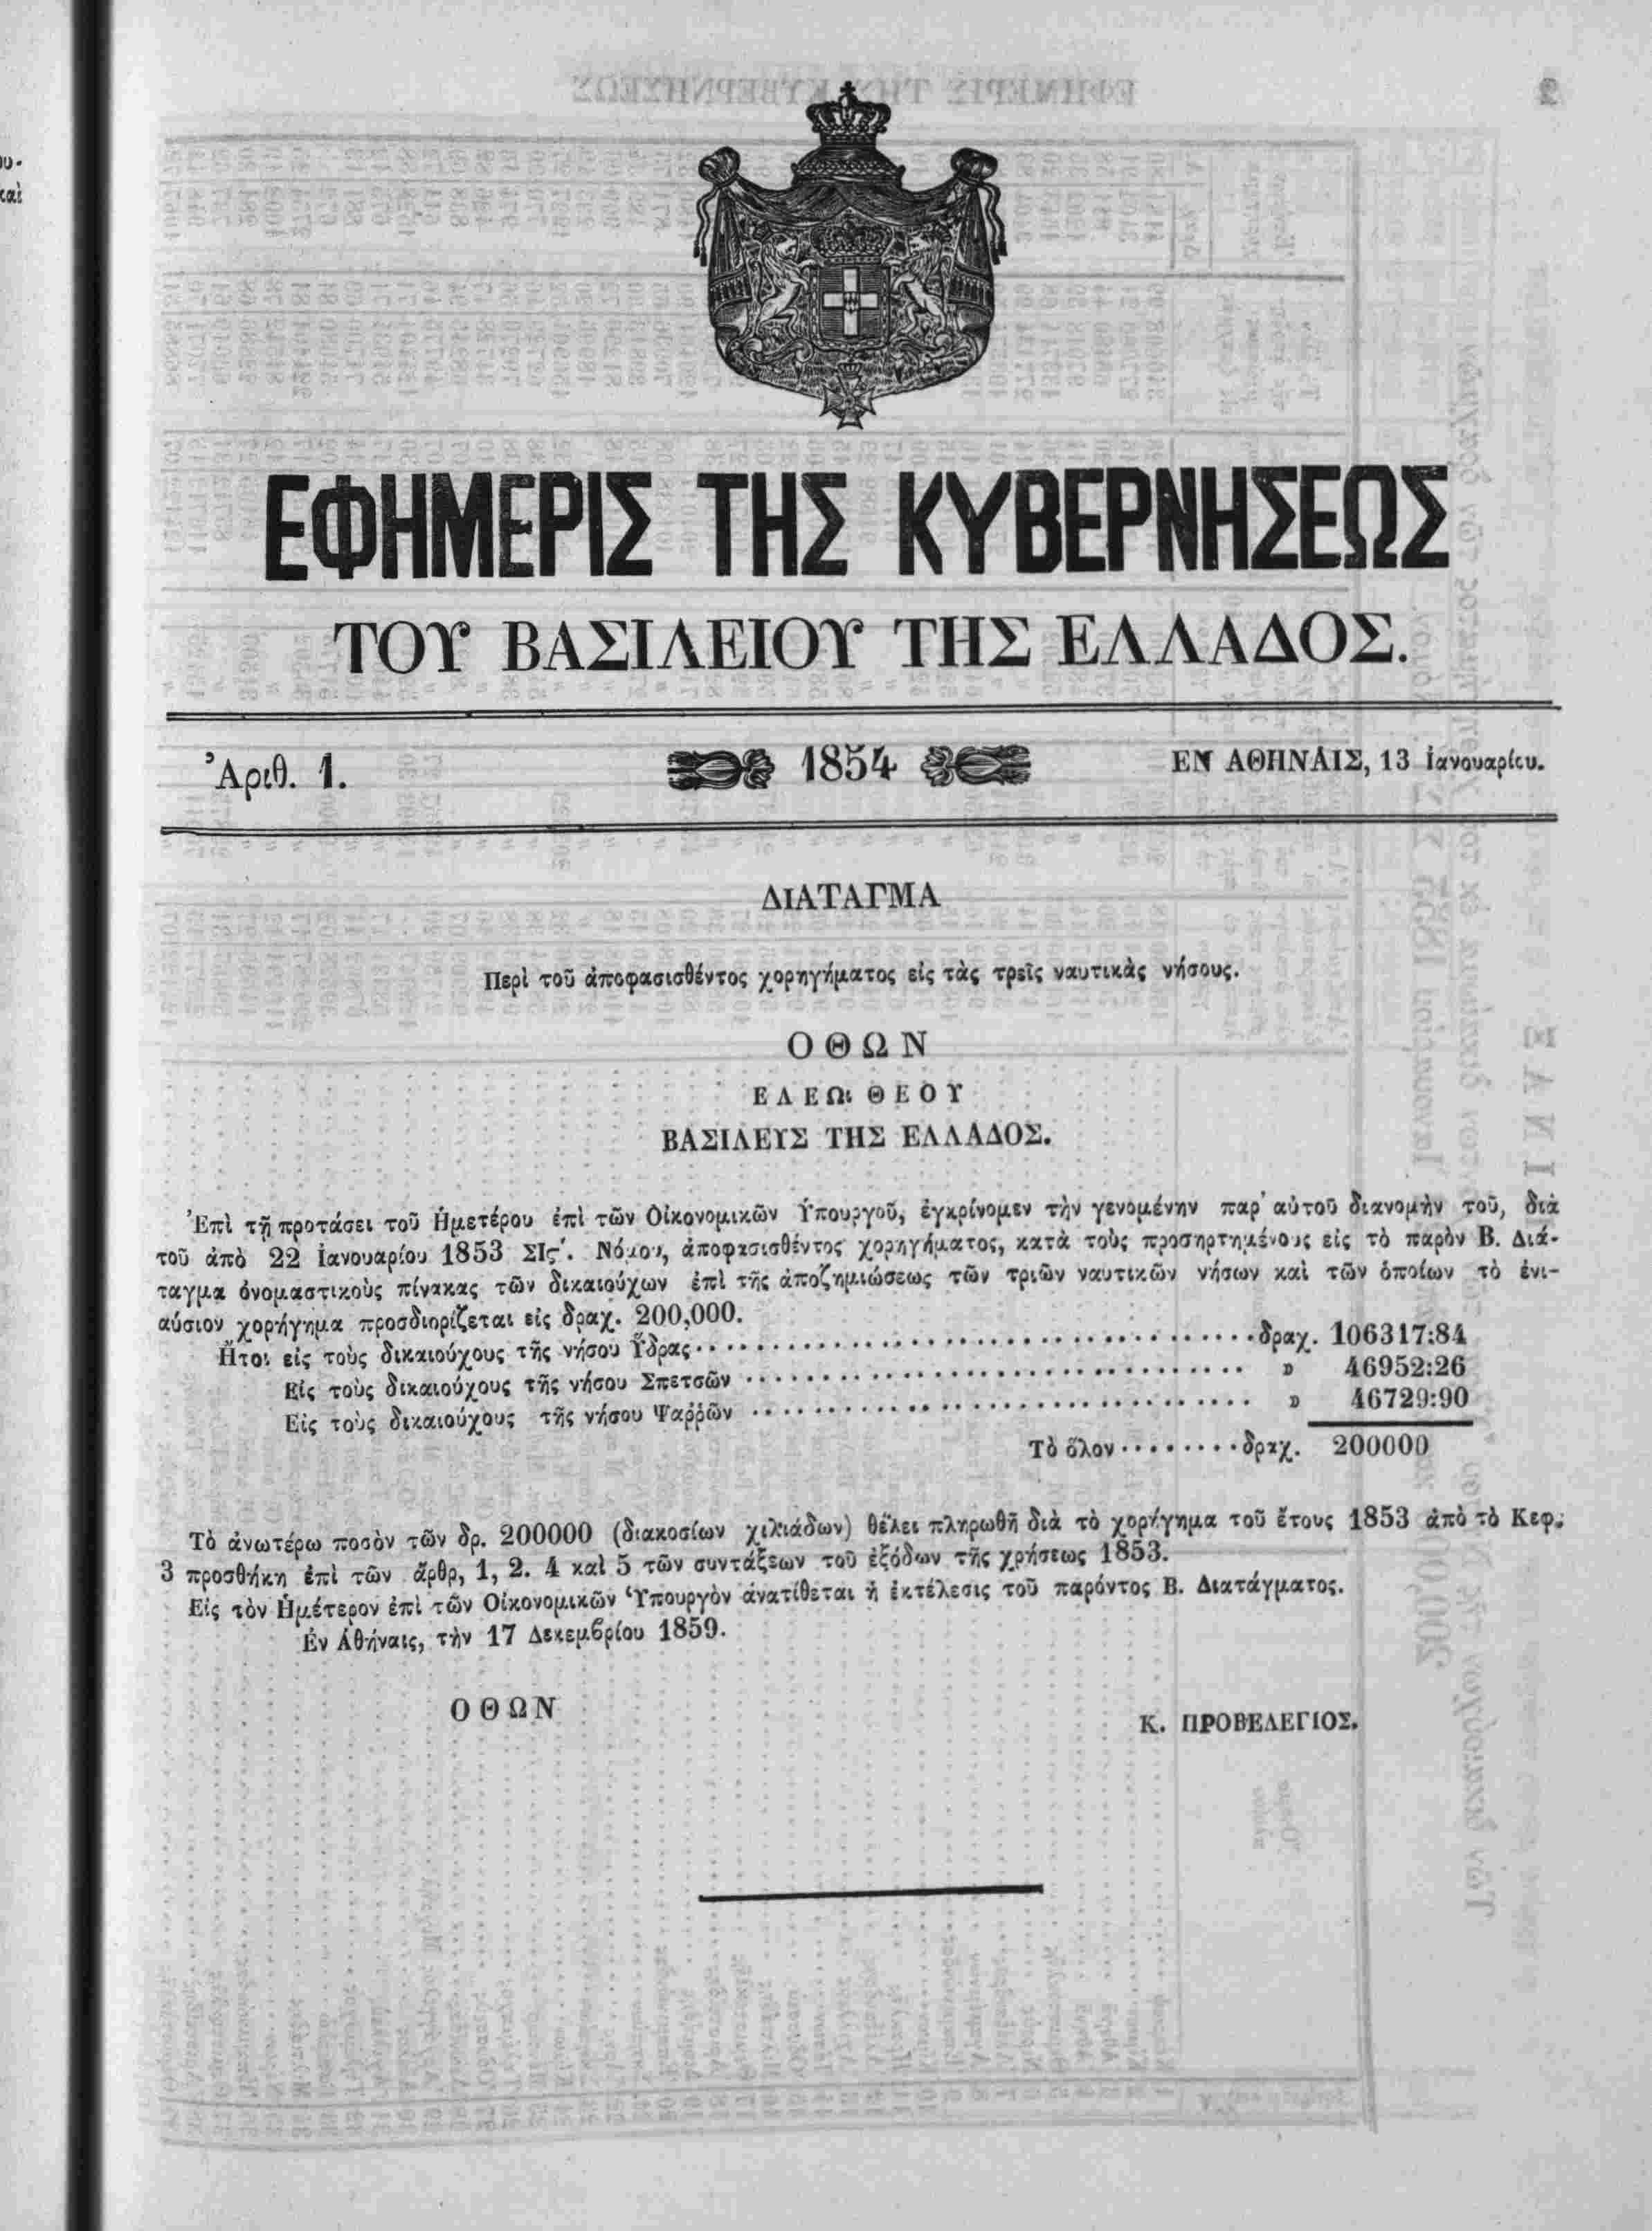 ΕΦΗΜΕΡΙΣ ΤΗΣ ΚΥΒΕΡΝΗΣΕΩΣ
ΤΟΥ ΒΑΣΙΛΕΙΟΥ ΤΗΣ ΕΛΛΑΔΟΣ.
Ἀριθ. 1. 1854 ΕΝ ΑΘΗΝΑΙΣ, 13 Ἰανουαρίου.
ΔΙΑΤΑΓΜΑ
Περὶ τοῦ ἀποφασισθέντος χορηγήματος εἰς τὰς τρεῖς ναυτικὰς νήσους.
ΟΘΩΝ
ΕΛΕΩι ΘΕΟΥ
ΒΑΣΙΛΕΥΣ ΤΗΣ ΕΛΛΑΔΟΣ.
Ἐπὶ τῇ προτάσει τοῦ Ἡμετέρου ἐπὶ τῶν Οἰκονομικῶν Ὑπουργοῦ, ἐγκρίνομεν τὴν γενομένην παρ' αὐτοῦ διανομὴν τοῦ, διὰ
τοῦ ἀπὸ 22 Ἰανουαρίου 1853 ΣΙϛ'. Νόμου, ἀποφασισθέντος χορηγήματος, κατὰ τοὺς προσηρτημένους εἰς τὸ παρὸν Β. Διά-
ταγμα ὀνομαστικοὺς πίνακας τῶν δικαιούχων ἐπὶ τῆς ἀποζημιώσεως τῶν τριῶν ναυτικῶν νήσων καὶ τῶν ὁποίων τὸ ἐνι-
αύσιον χορήγημα προσδιορίζεται εἰς δραχ. 200,000.
Ἤτοι εἰς τοὺς δικαιούχους τῆς νήσου Ὕδρας . . . . . . . . . . δραχ. 106317:84
Εἰς τοὺς δικαιούχους τῆς νήσου Σπετσῶν . . . . . . . . . . » 46952:26
Εἰς τοὺς δικαιούχους τῆς νήσου Ψαῤῥῶν . . . . . . . . . . » 46729:90
Τὸ ὅλον . . . . . . . . δραχ. 200000
Τὸ ἀνωτέρω ποσὸν τῶν δρ. 200000 (διακοσίων χιλιάδων) θέλει πληρωθῆ διὰ τὸ χορήγημα τοῦ ἔτους 1853 ἀπὸ τὸ Κεφ.
3 προσθήκη ἐπὶ τῶν ἄρθρ, 1, 2. 4 καὶ 5 τῶν συντάξεων τοῦ ἐξόδων τῆς χρήσεως 1853.
Εἰς τὸν Ἡμέτερον ἐπὶ τῶν Οἰκονομικῶν Ὑπουργὸν ἀνατίθεται ἡ ἐκτέλεσις τοῦ παρόντος Β. Διατάγματος.
Ἐν Ἀθήναις, τὴν 17 Δεκεμβρίου 1859.
ΟΘΩΝ
Κ. ΠΡΟΒΕΛΕΓΙΟΣ.